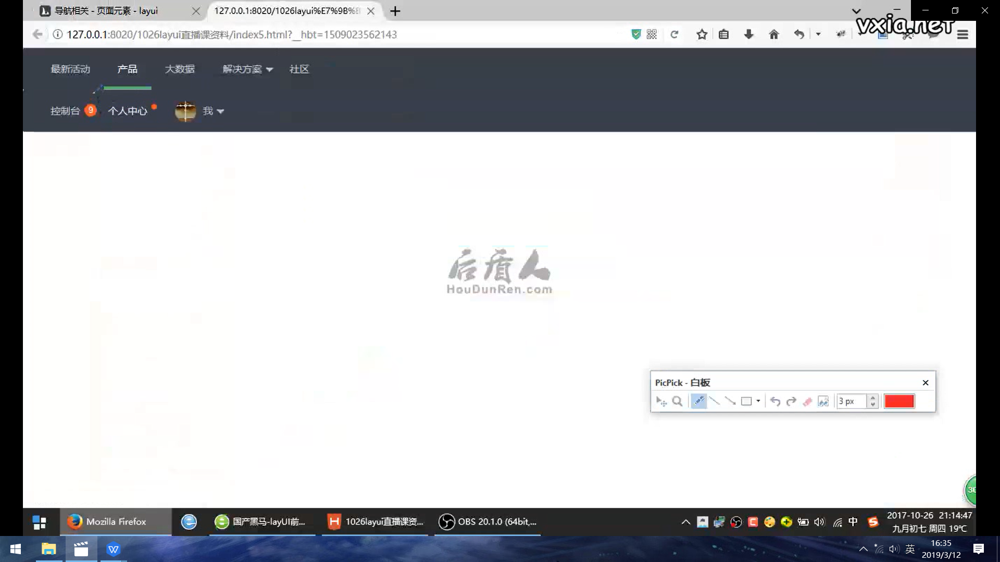 导航相关 - 页面元素 - layui
127.0.0.1:8020/1026layui%E7%9B%B
vxia.net
127.0.0.1:8020/1026layui直播课资料/index5.html?__hbt=1509023562143
最新活动 产品 大数据 解决方案 社区
控制台 9 个人中心 我
后盾人
HouDunRen.com
PicPick - 白板
3 px
30
Mozilla Firefox 国产黑马-layUI前... 1026layui直播课资... OBS 20.1.0 (64bit,... 中 2017-10-26 21:14:47
九月初七 周四 19℃
英 16:35
2019/3/12